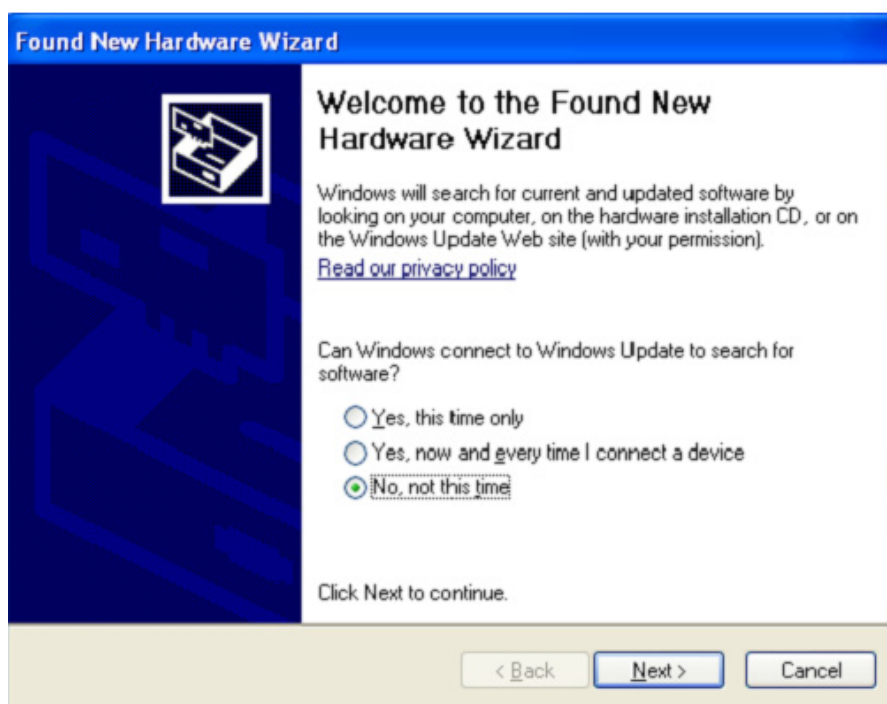 Found New Hardware Wizard
Welcome to the Found New
Hardware Wizard
Windows will search for current and updated software by
looking on your computer, on the hardware installation CD, or on
the Windows Update Web site (with your permission).
Read our privacy policy
Can Windows connect to Windows Update to search for
software?
Yes, this time only
Yes, now and every time I connect a device
No, not this time
Click Next to continue.
< Back Next > Cancel